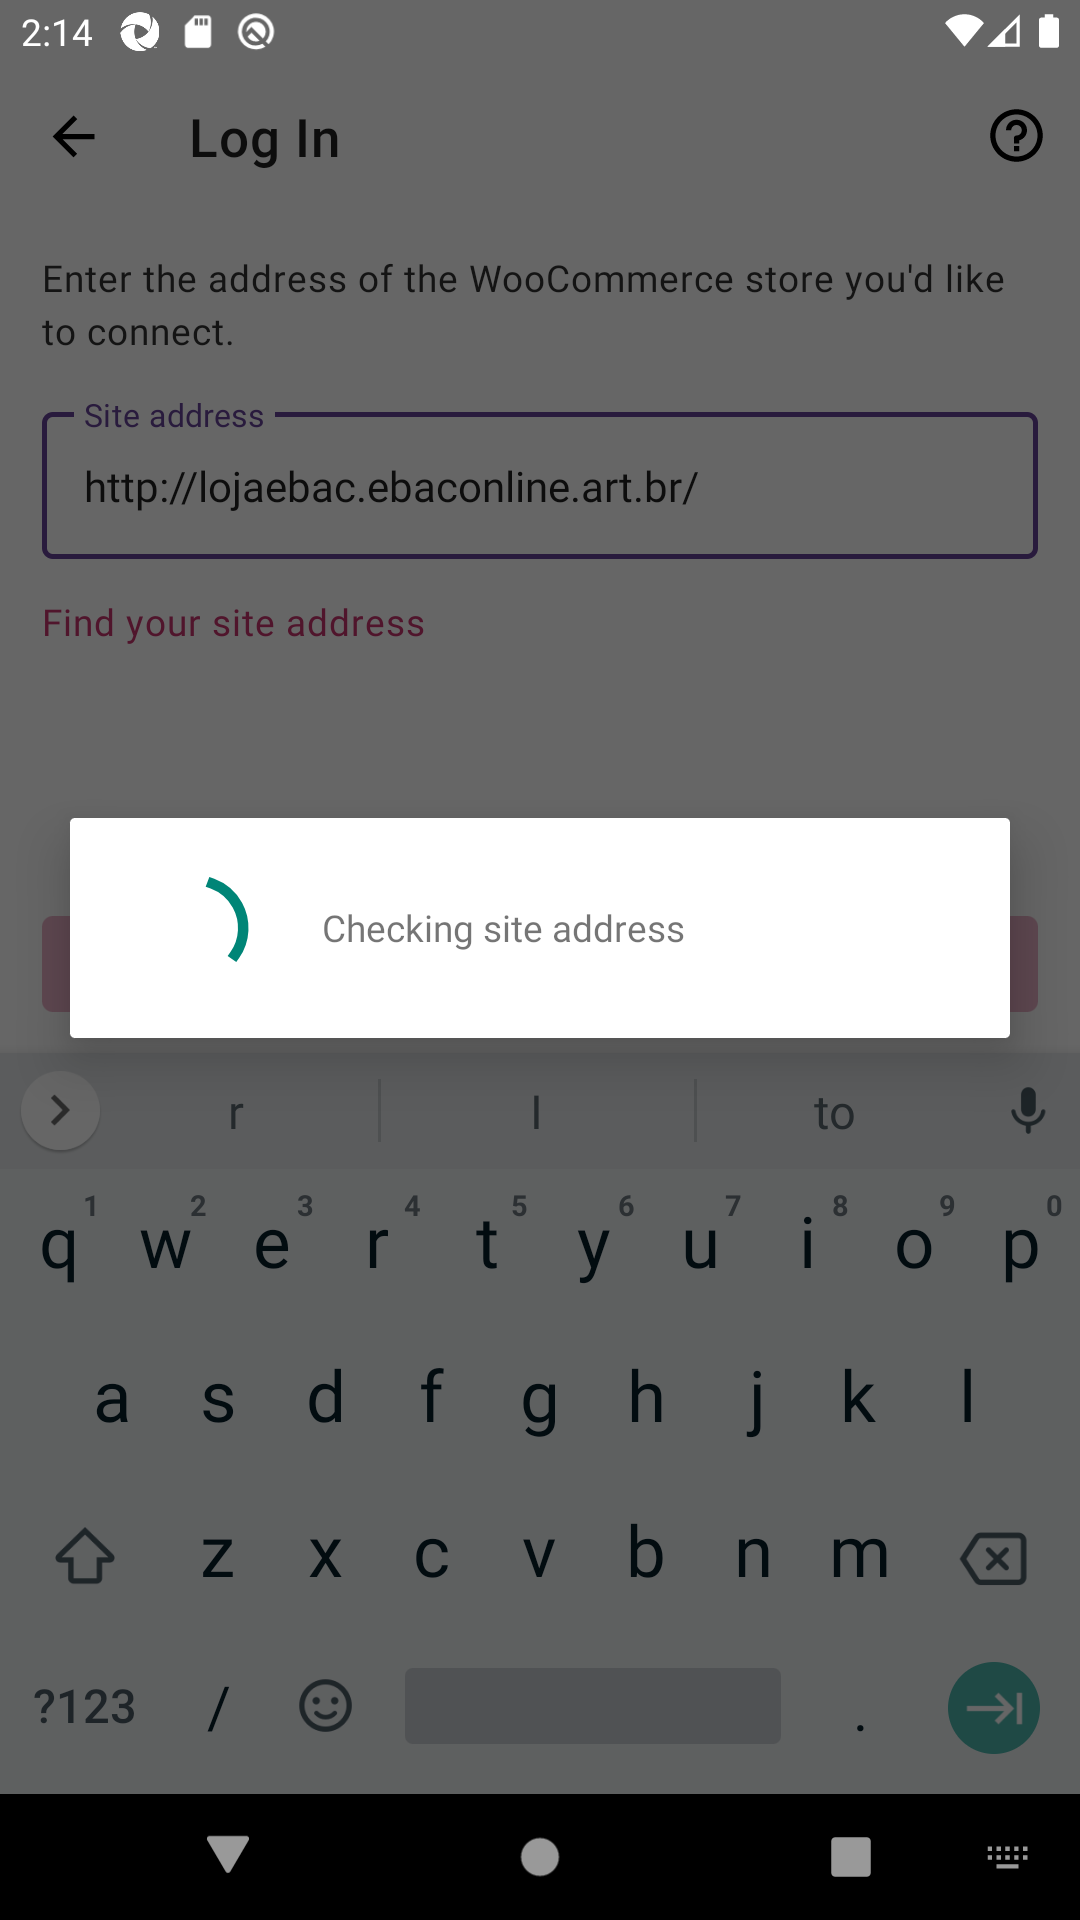 2:14
Log In
Enter the address of the WooCommerce store you'd like
to connect.
Site address
http://lojaebac.ebaconline.art.br/
Find your site address
Checking site address
r l to
1 2 3 4 5 6 7 8 9 0
q w e r t y u i o p
a s d f g h j k l
z x c v b n m
?123 / .